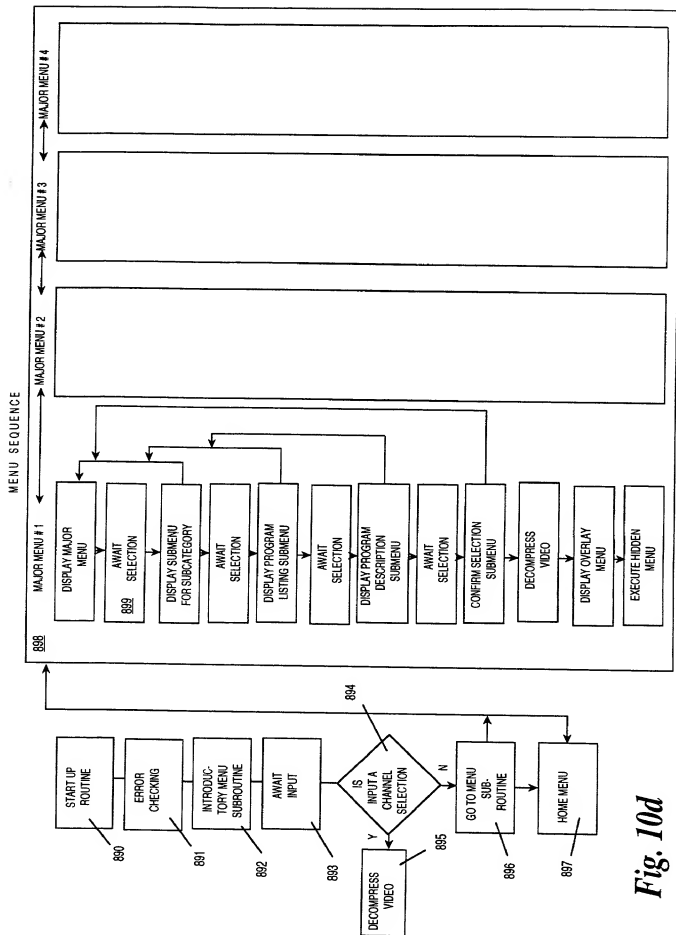 MENU SEQUENCE
898
MAJOR MENU # 1
MAJOR MENU # 2
MAJOR MENU # 3
MAJOR MENU # 4
DISPLAY MAJOR
MENU
AWAIT
SELECTION
899
DISPLAY SUBMENU
FOR SUBCATEGORY
AWAIT
SELECTION
DISPLAY PROGRAM
LISTING SUBMENU
AWAIT
SELECTION
DISPLAY PROGRAM
DESCRIPTION
SUBMENU
AWAIT
SELECTION
CONFIRM SELECTION
SUBMENU
DECOMPRESS
VIDEO
DISPLAY OVERLAY
MENU
EXECUTE HIDDEN
MENU
START UP
ROUTINE
890
ERROR
CHECKING
891
INTRODUC-
TORY MENU
SUBROUTINE
892
AWAIT
INPUT
893
IS
INPUT A
CHANNEL
SELECTION
894
Y
N
DECOMPRESS
VIDEO
895
GO TO MENU
SUB-
ROUTINE
896
HOME MENU
897
Fig. 10d